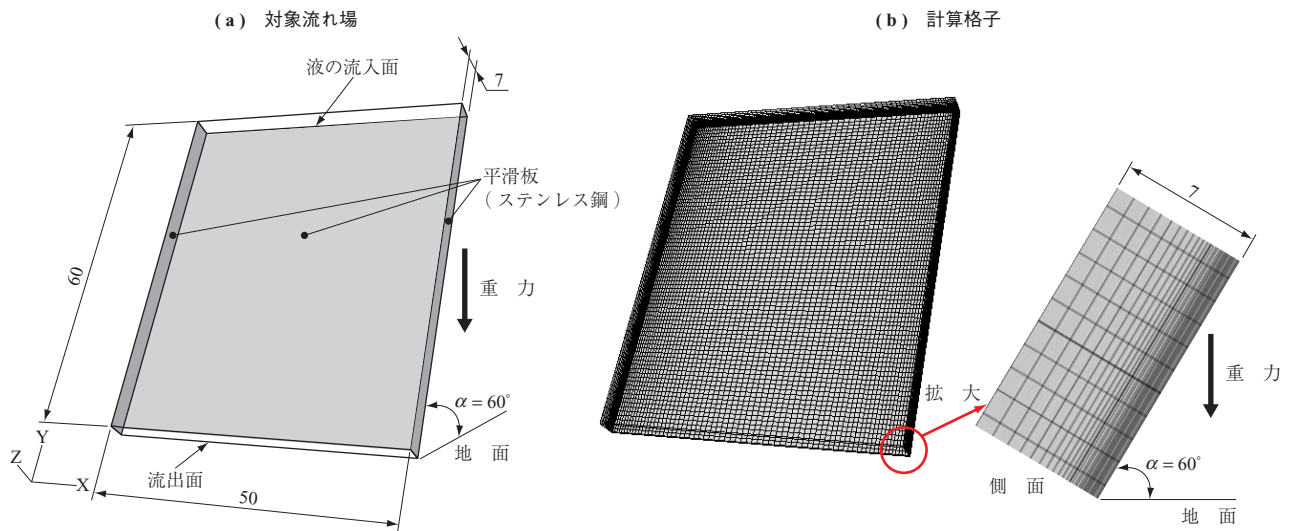 ( a ) 対象流れ場
液の流入面
7
平滑板
( ステンレス鋼 )
60
重 力
α = 60°
地 面
Y
Z
X
流出面
50
( b ) 計算格子
7
拡 大
重 力
α = 60°
側 面
地 面